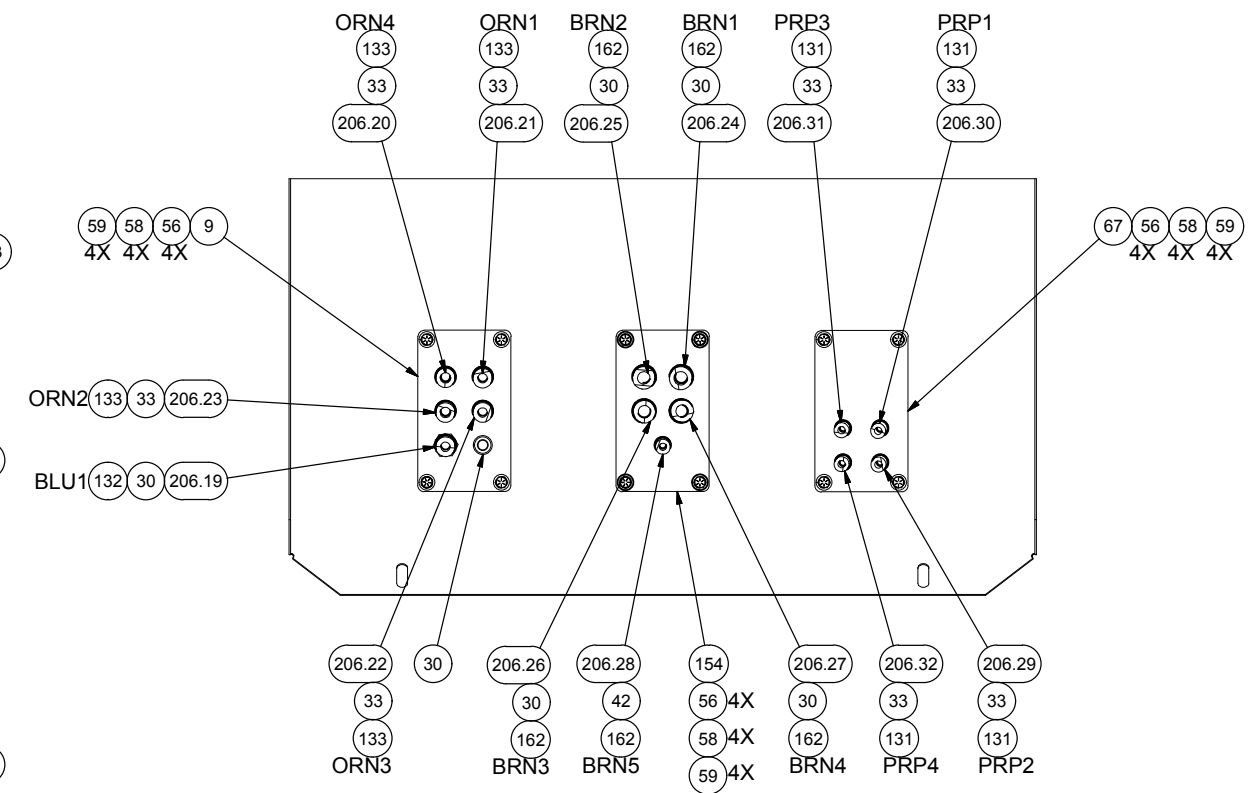 ORN4 ORN1 BRN2 BRN1 PRP3 PRP1
133 133 162 162 131 131
33 33 30 30 33 33
206.20 206.21 206.25 206.24 206.31 206.30
59 58 56 9
4X 4X 4X
67 56 58 59
4X 4X 4X
ORN2 133 33 206.23
BLU1 132 30 206.19
206.22 30 206.26 206.28 154 206.27 206.32 206.29
33 30 42 56 4X 30 33 33
133 162 162 58 4X 162 131 131
ORN3 BRN3 BRN5 59 4X BRN4 PRP4 PRP2